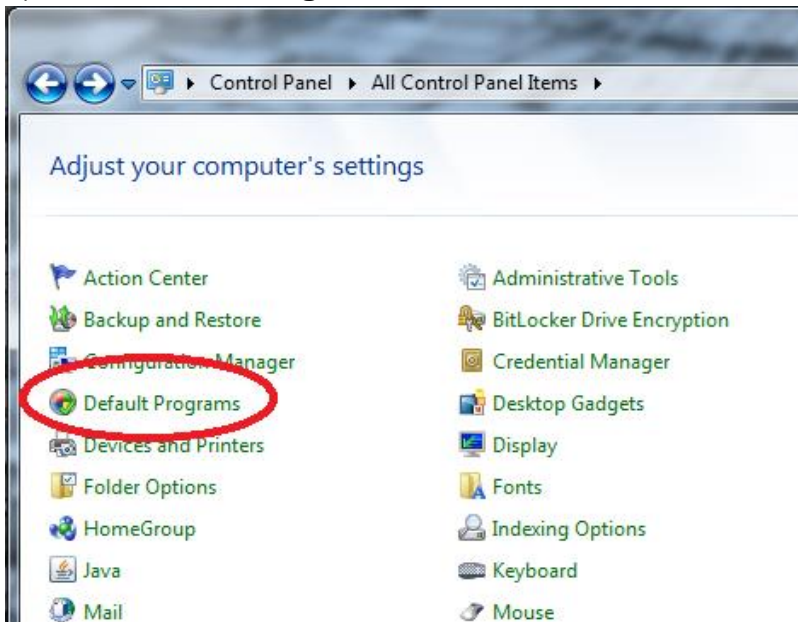 Control Panel ▸ All Control Panel Items ▸
Adjust your computer's settings
Action Center
Backup and Restore
Configuration Manager
Default Programs
Devices and Printers
Folder Options
HomeGroup
Java
Mail
Administrative Tools
BitLocker Drive Encryption
Credential Manager
Desktop Gadgets
Display
Fonts
Indexing Options
Keyboard
Mouse